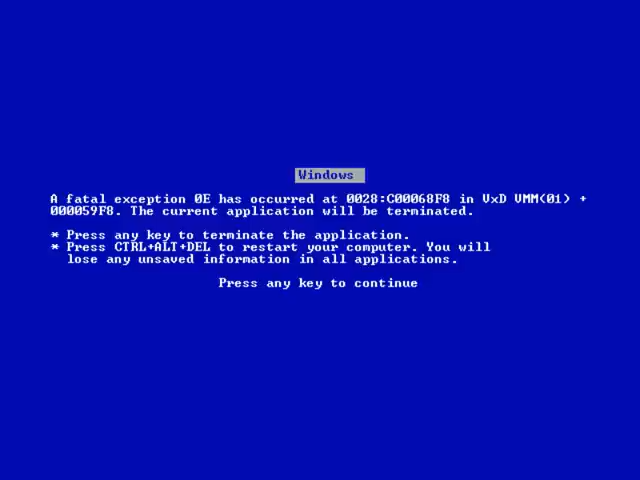 Windows
A fatal exception 0E has occurred at 0028:C00068F8 in VxD VMM(01) +
000059F8. The current application will be terminated.
* Press any key to terminate the application.
* Press CTRL+ALT+DEL to restart your computer. You will
lose any unsaved information in all applications.
Press any key to continue